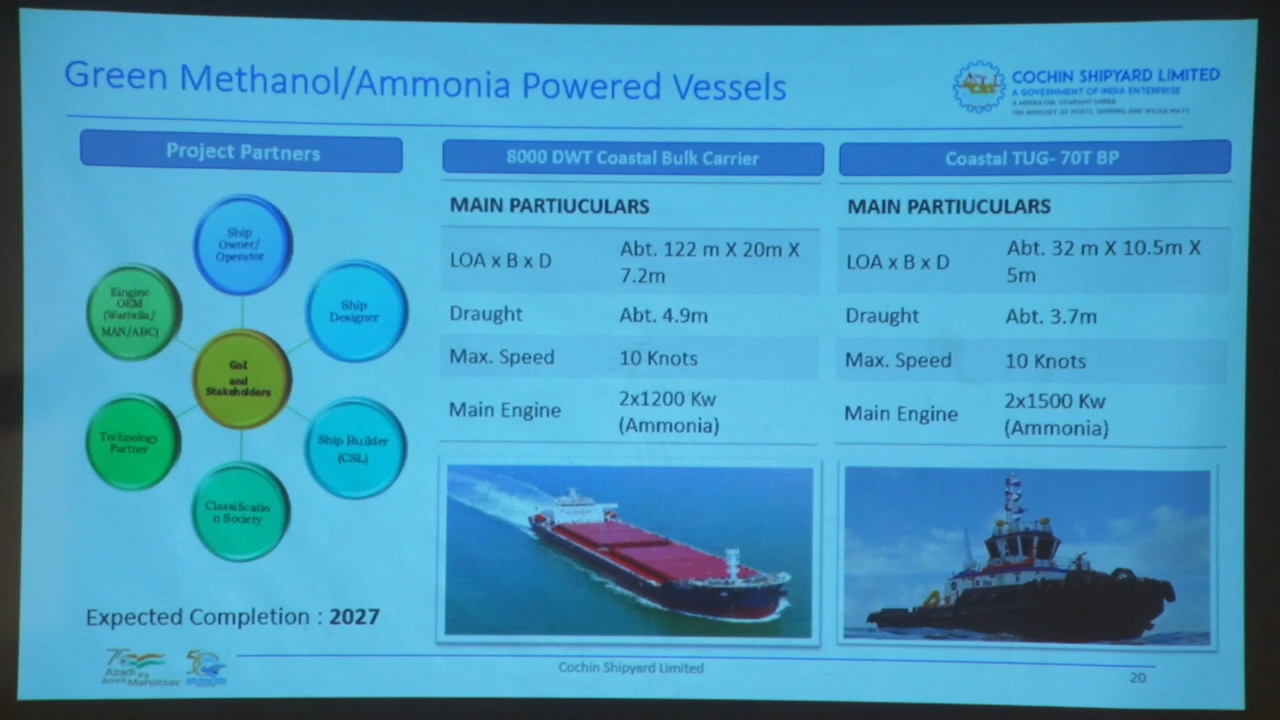 Green Methanol/Ammonia Powered Vessels
COCHIN SHIPYARD LIMITED
A GOVERNMENT OF INDIA ENTERPRISE
Project Partners
Ship
Owner/
Operator
Ship
Designer
Ship Builder
(CSL)
Classificatio
n Society
Technology
Partner
Eingine
OEM
(Wartzila/
MAN/ABC)
GoI
and
Stakeholders
Expected Completion : 2027
8000 DWT Coastal Bulk Carrier
MAIN PARTIUCULARS
LOA x B x D Abt. 122 m X 20m X
7.2m
Draught Abt. 4.9m
Max. Speed 10 Knots
Main Engine 2x1200 Kw
(Ammonia)
Coastal TUG- 70T BP
MAIN PARTIUCULARS
LOA x B x D Abt. 32 m X 10.5m X
5m
Draught Abt. 3.7m
Max. Speed 10 Knots
Main Engine 2x1500 Kw
(Ammonia)
75
Azadi Ka
Amrit Mahotsav
50
Cochin Shipyard Limited
20